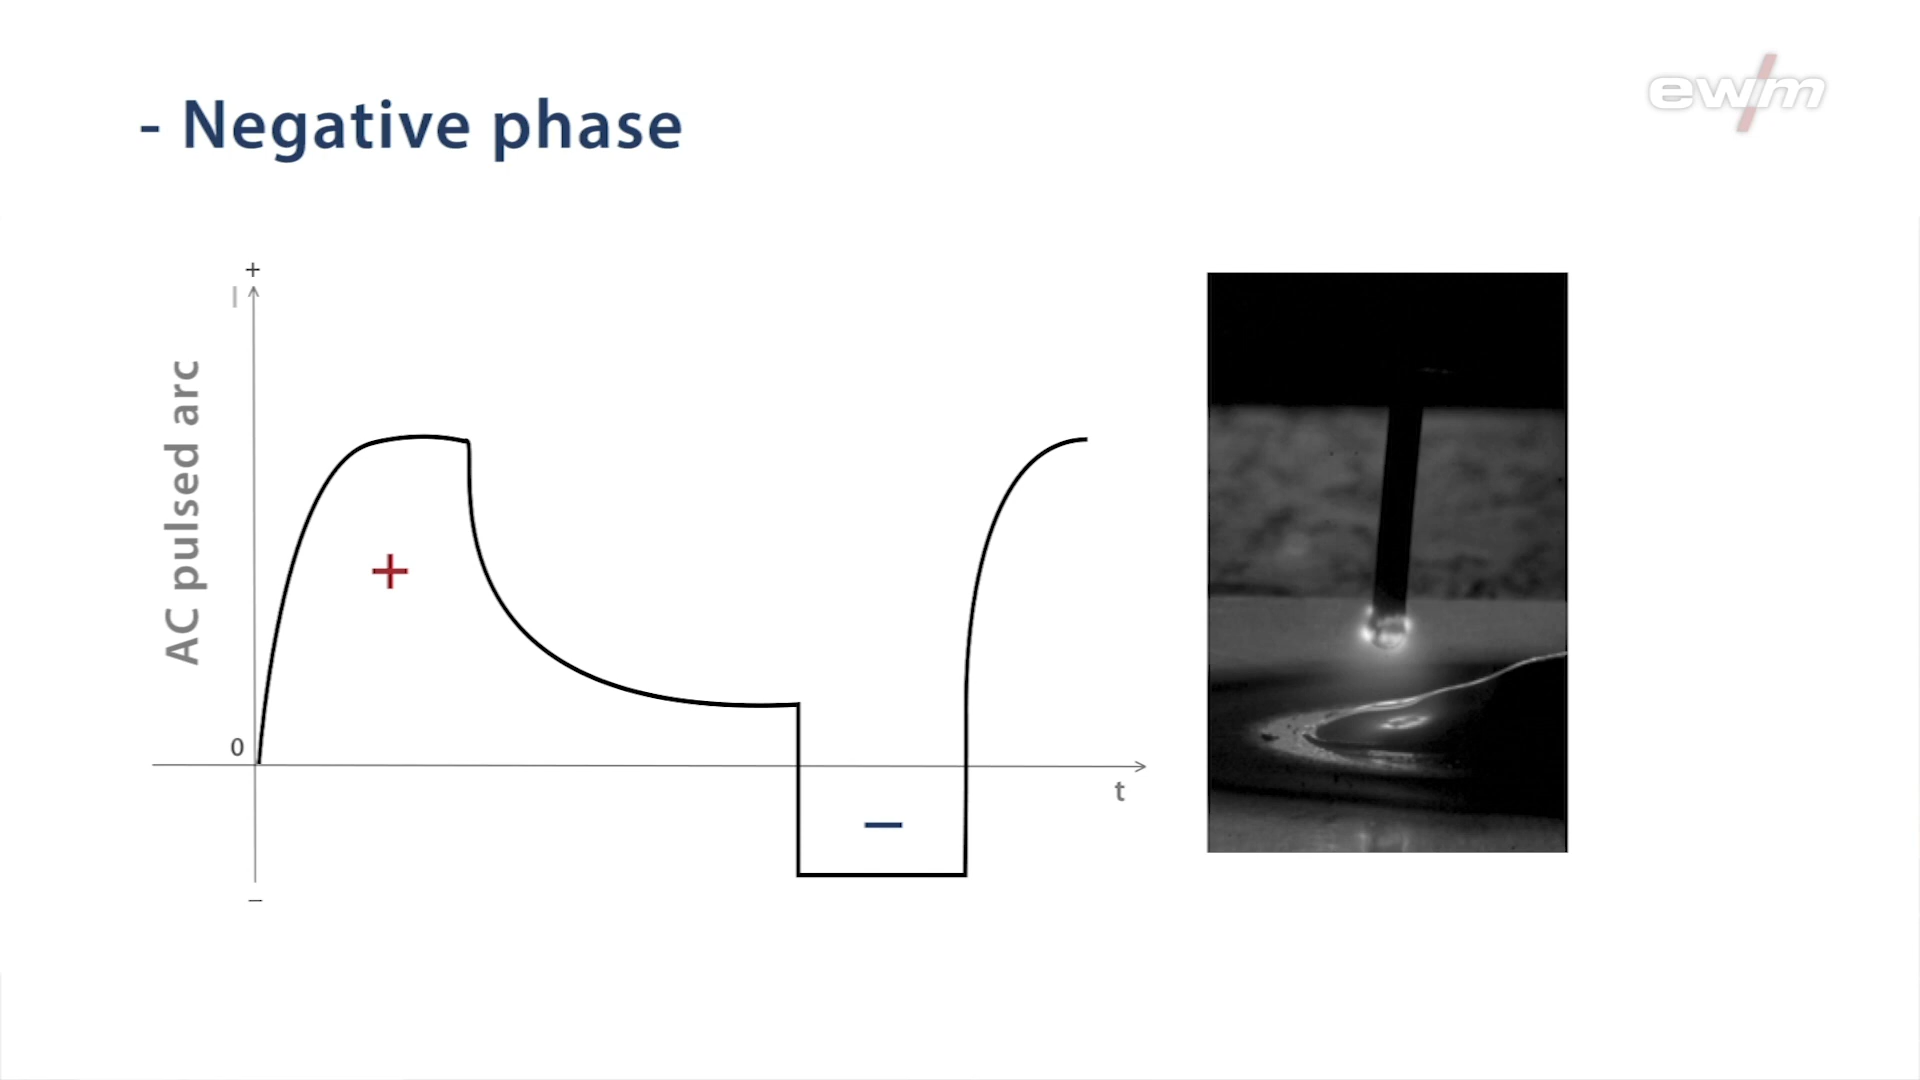 - Negative phase
ewm
+
I
AC pulsed arc
+
0
t
−
−